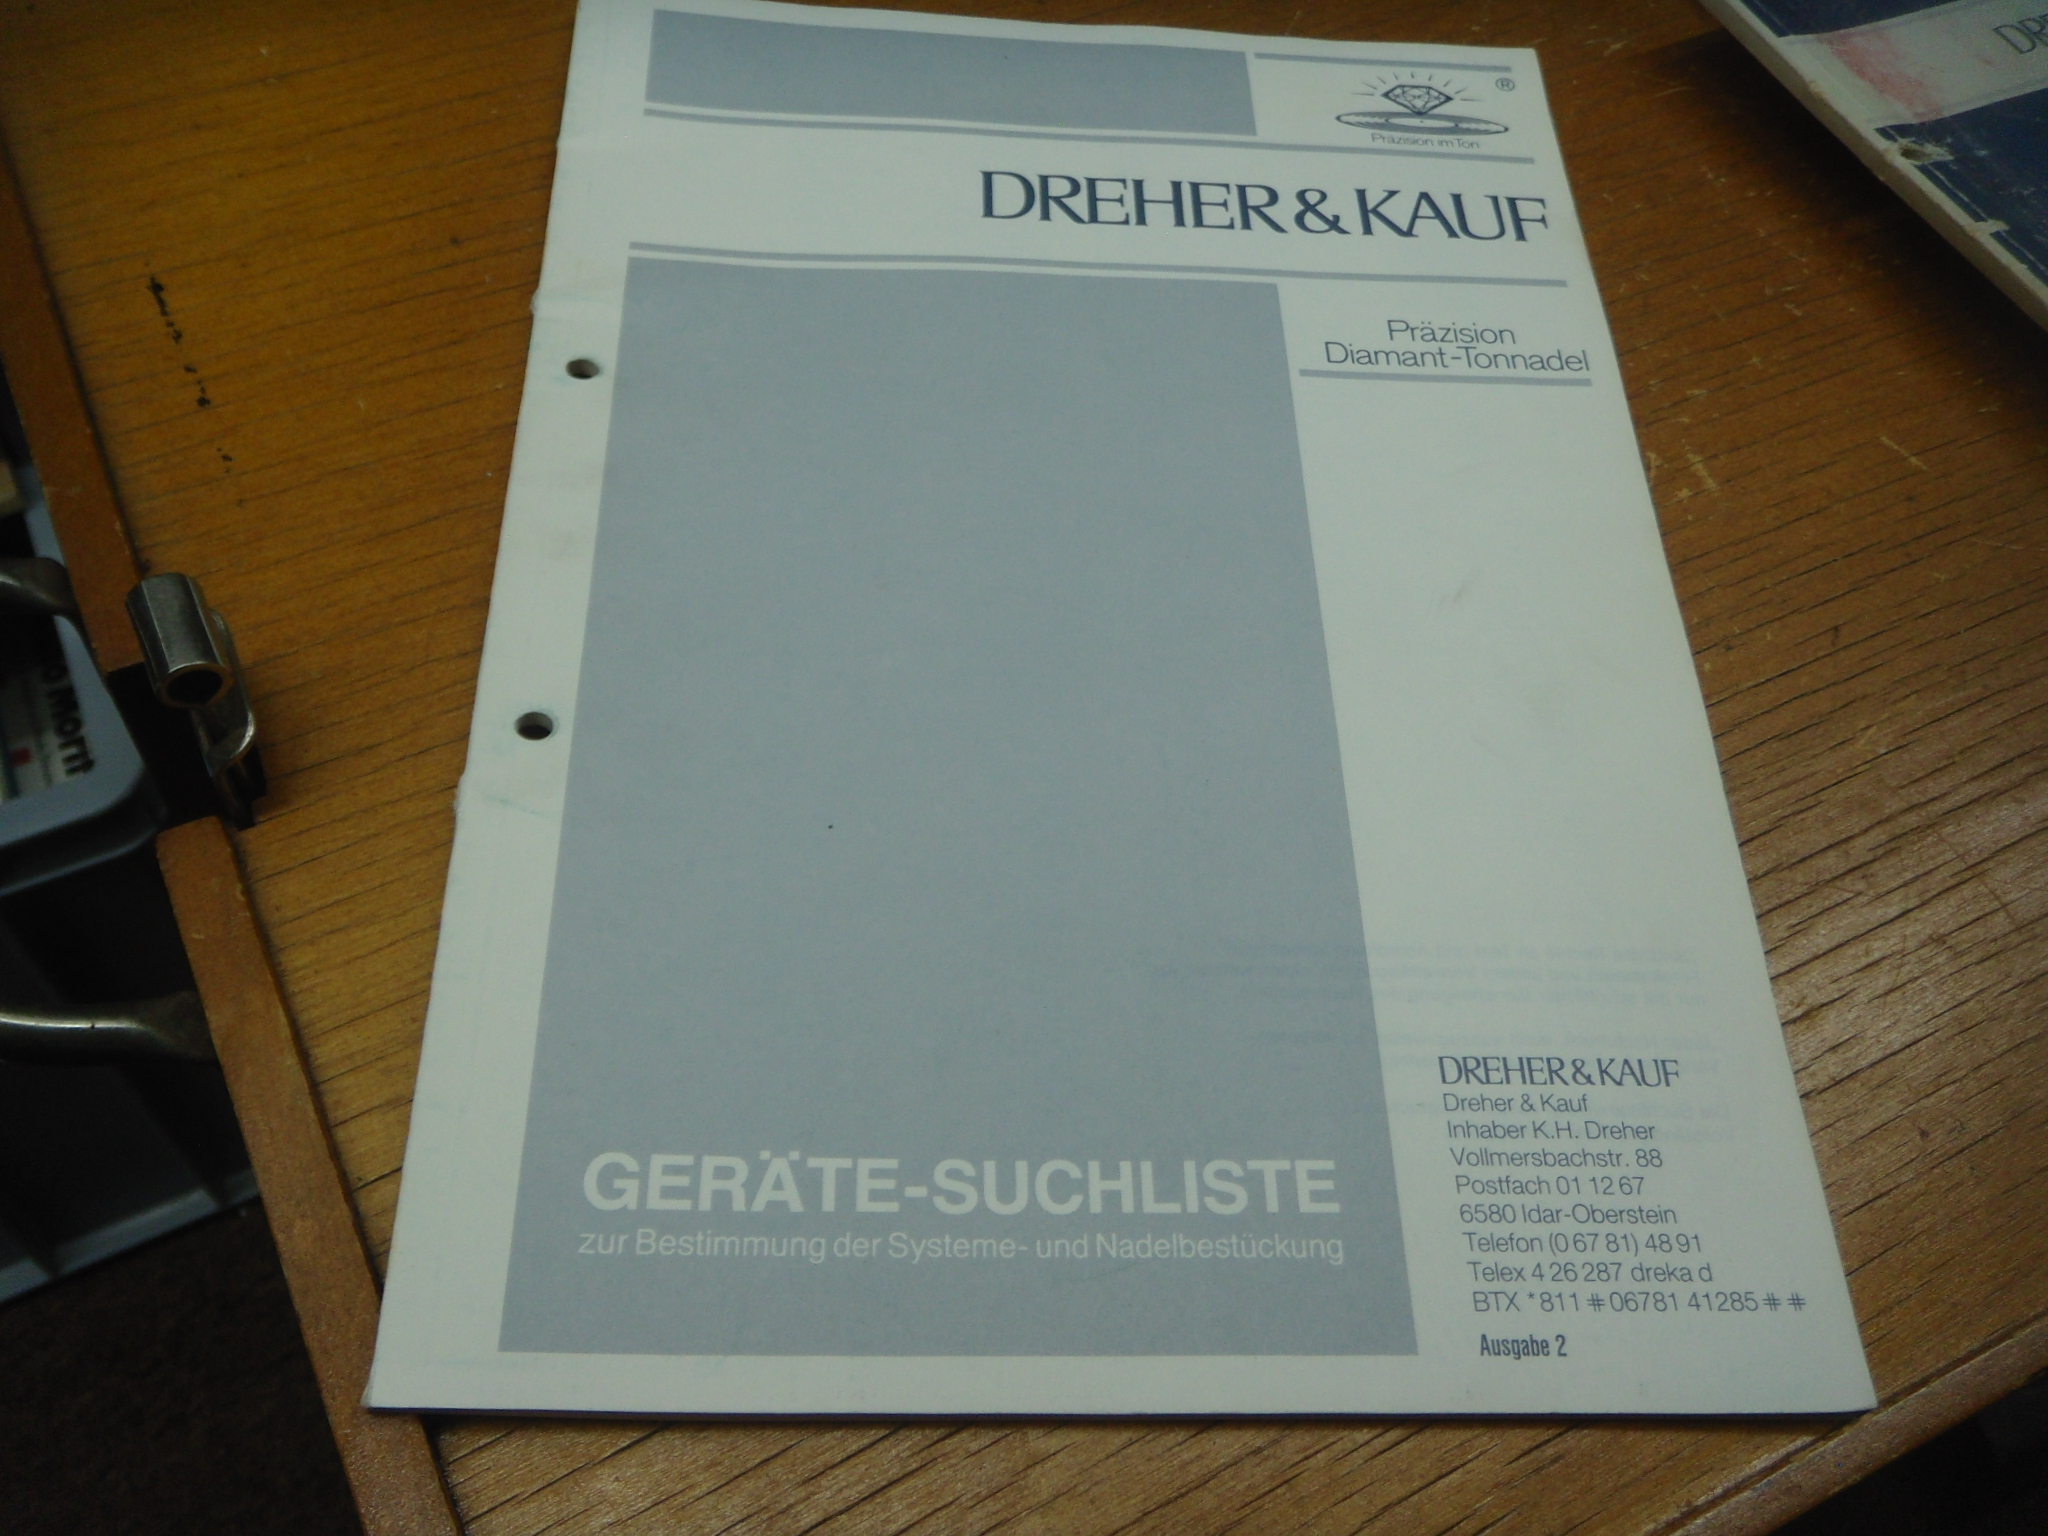 ®
Präzision im Ton
DREHER & KAUF
Präzision
Diamant-Tonnadel
DREHER & KAUF
Dreher & Kauf
Inhaber K.H. Dreher
Vollmersbachstr. 88
Postfach 01 12 67
6580 Idar-Oberstein
Telefon (0 67 81) 48 91
Telex 4 26 287 dreka d
BTX *811 # 06781 41285 # #
Ausgabe 2
GERÄTE-SUCHLISTE
zur Bestimmung der Systeme- und Nadelbestückung